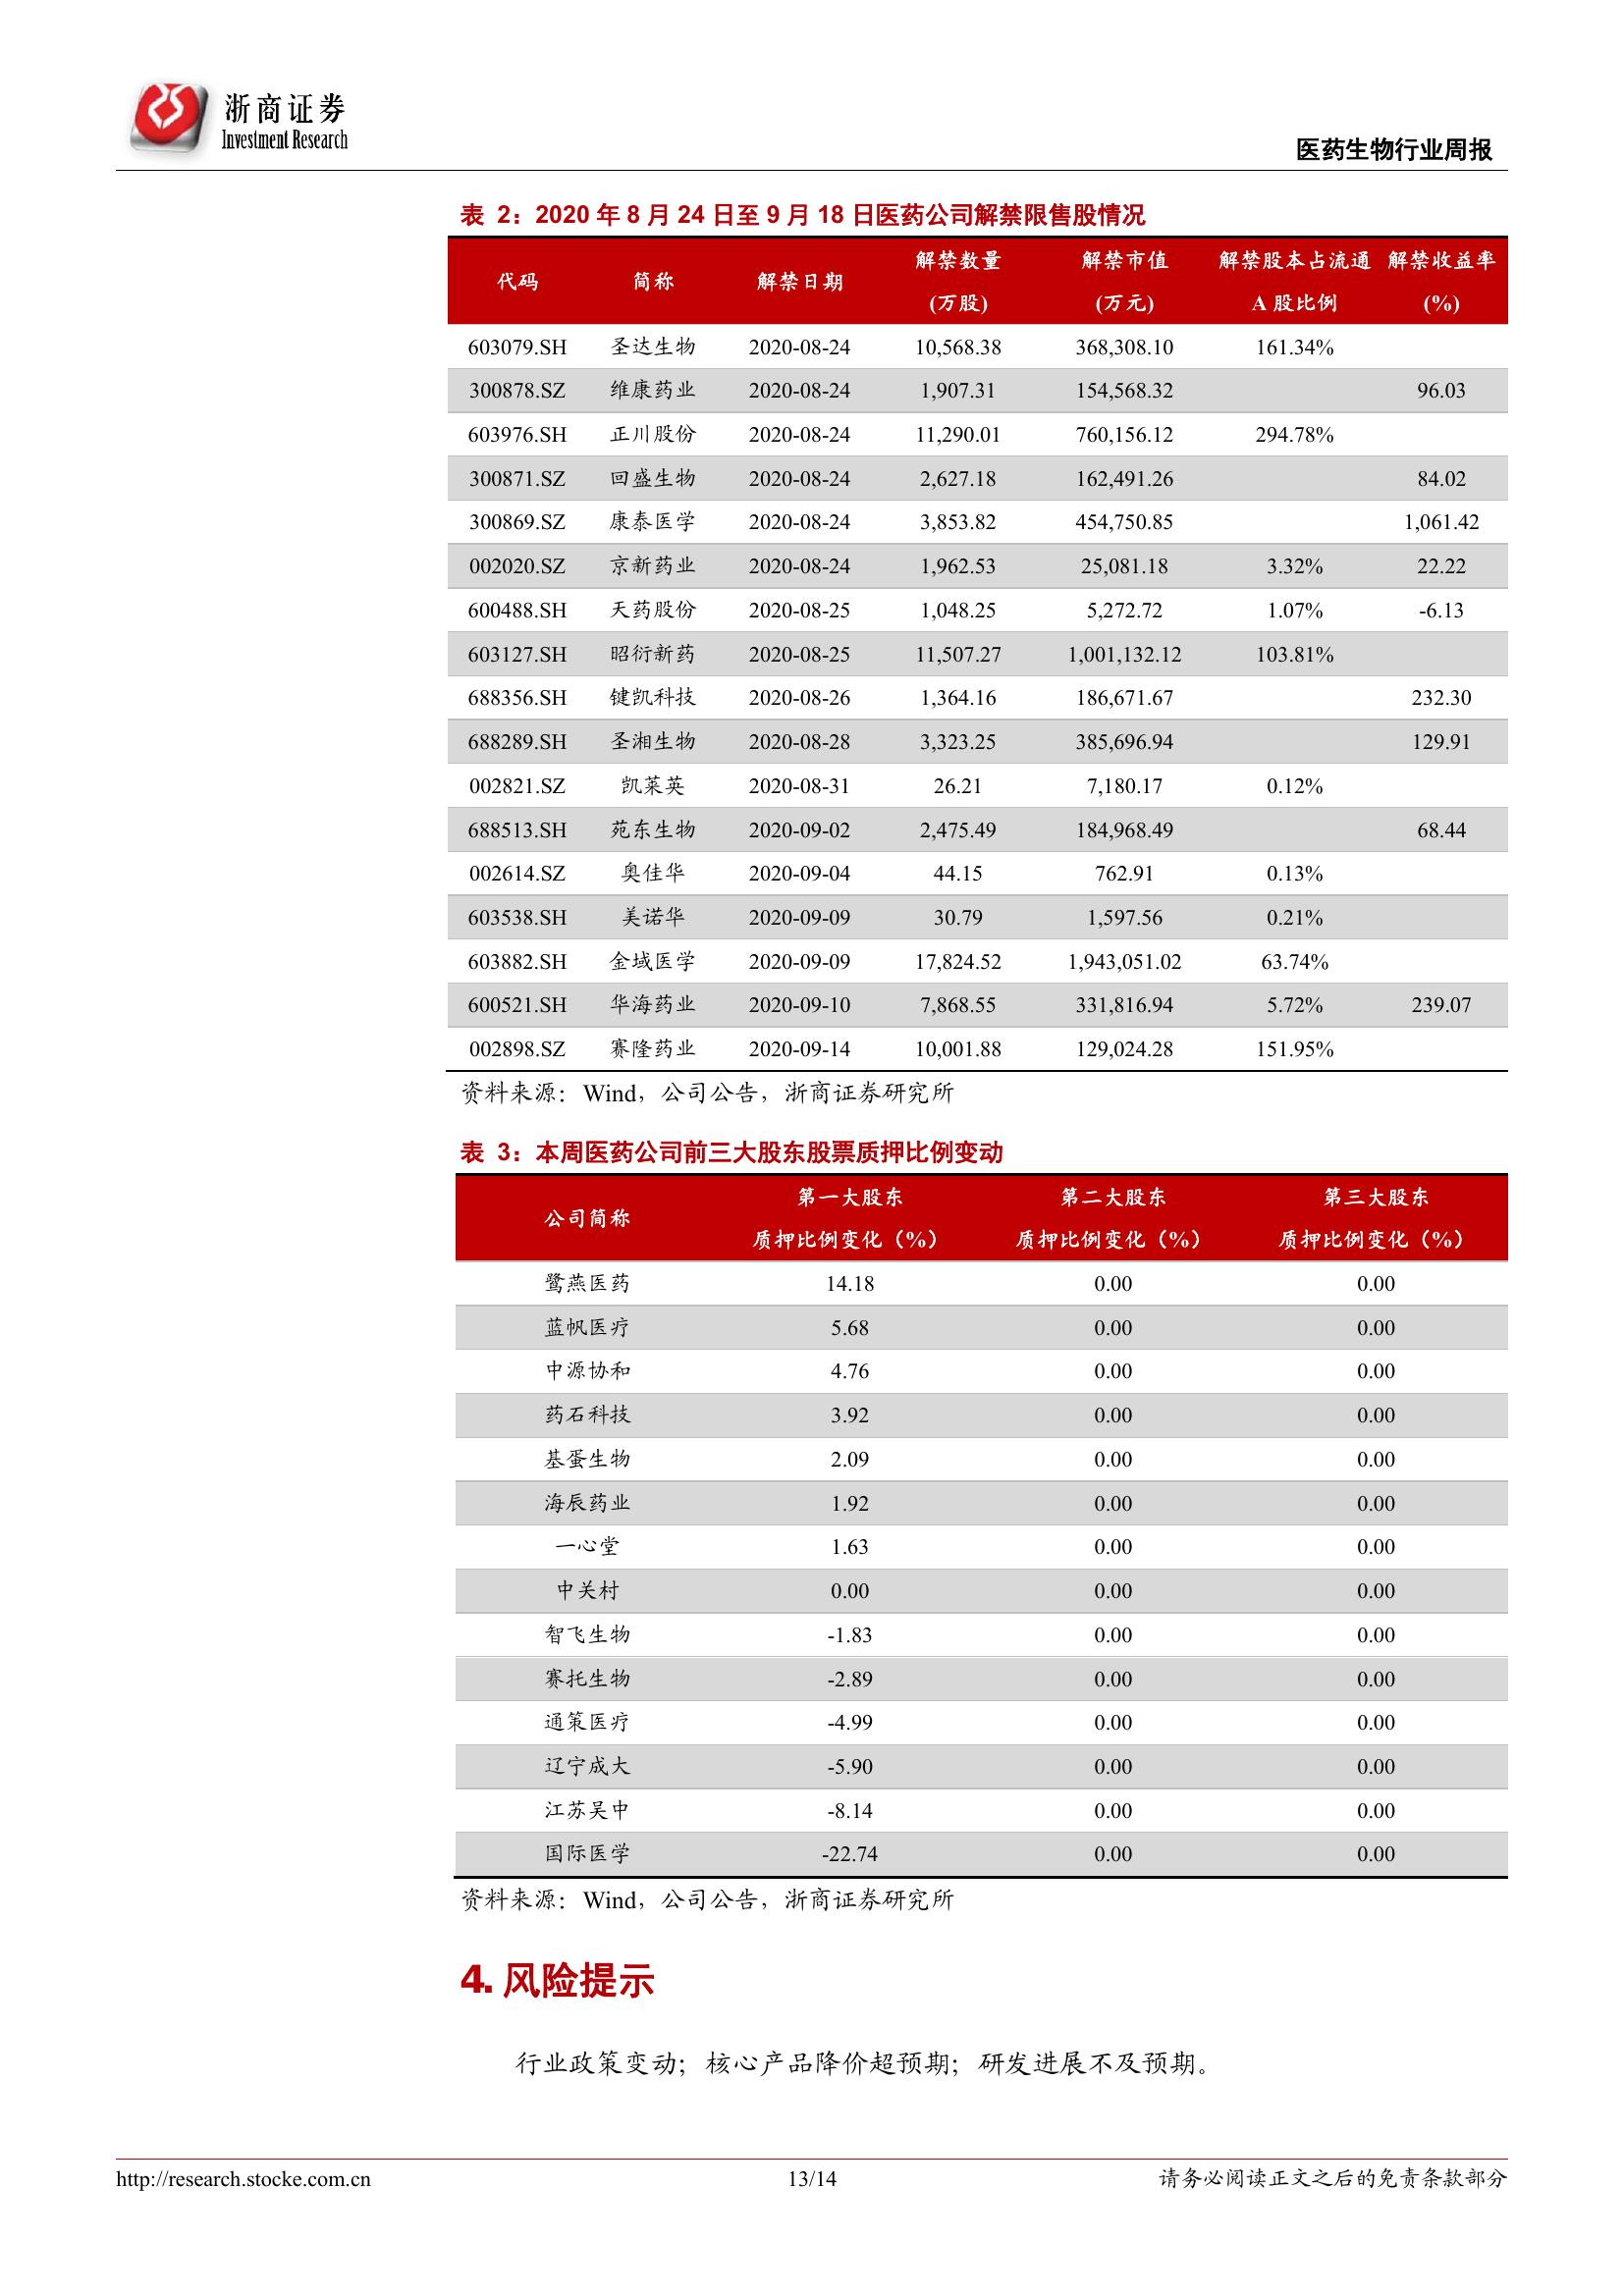 浙商证券
Investment Research
医药生物行业周报
表 2：2020 年 8 月 24 日至 9 月 18 日医药公司解禁限售股情况
代码 简称 解禁日期 解禁数量(万股) 解禁市值(万元) 解禁股本占流通A 股比例 解禁收益率(%)
603079.SH 圣达生物 2020-08-24 10,568.38 368,308.10 161.34%
300878.SZ 维康药业 2020-08-24 1,907.31 154,568.32 96.03
603976.SH 正川股份 2020-08-24 11,290.01 760,156.12 294.78%
300871.SZ 回盛生物 2020-08-24 2,627.18 162,491.26 84.02
300869.SZ 康泰医学 2020-08-24 3,853.82 454,750.85 1,061.42
002020.SZ 京新药业 2020-08-24 1,962.53 25,081.18 3.32% 22.22
600488.SH 天药股份 2020-08-25 1,048.25 5,272.72 1.07% -6.13
603127.SH 昭衍新药 2020-08-25 11,507.27 1,001,132.12 103.81%
688356.SH 键凯科技 2020-08-26 1,364.16 186,671.67 232.30
688289.SH 圣湘生物 2020-08-28 3,323.25 385,696.94 129.91
002821.SZ 凯莱英 2020-08-31 26.21 7,180.17 0.12%
688513.SH 苑东生物 2020-09-02 2,475.49 184,968.49 68.44
002614.SZ 奥佳华 2020-09-04 44.15 762.91 0.13%
603538.SH 美诺华 2020-09-09 30.79 1,597.56 0.21%
603882.SH 金域医学 2020-09-09 17,824.52 1,943,051.02 63.74%
600521.SH 华海药业 2020-09-10 7,868.55 331,816.94 5.72% 239.07
002898.SZ 赛隆药业 2020-09-14 10,001.88 129,024.28 151.95%
资料来源：Wind，公司公告，浙商证券研究所
表 3：本周医药公司前三大股东股票质押比例变动
公司简称 第一大股东质押比例变化（%） 第二大股东质押比例变化（%） 第三大股东质押比例变化（%）
鹭燕医药 14.18 0.00 0.00
蓝帆医疗 5.68 0.00 0.00
中源协和 4.76 0.00 0.00
药石科技 3.92 0.00 0.00
基蛋生物 2.09 0.00 0.00
海辰药业 1.92 0.00 0.00
一心堂 1.63 0.00 0.00
中关村 0.00 0.00 0.00
智飞生物 -1.83 0.00 0.00
赛托生物 -2.89 0.00 0.00
通策医疗 -4.99 0.00 0.00
辽宁成大 -5.90 0.00 0.00
江苏吴中 -8.14 0.00 0.00
国际医学 -22.74 0.00 0.00
资料来源：Wind，公司公告，浙商证券研究所
4. 风险提示
行业政策变动；核心产品降价超预期；研发进展不及预期。
http://research.stocke.com.cn 13/14 请务必阅读正文之后的免责条款部分